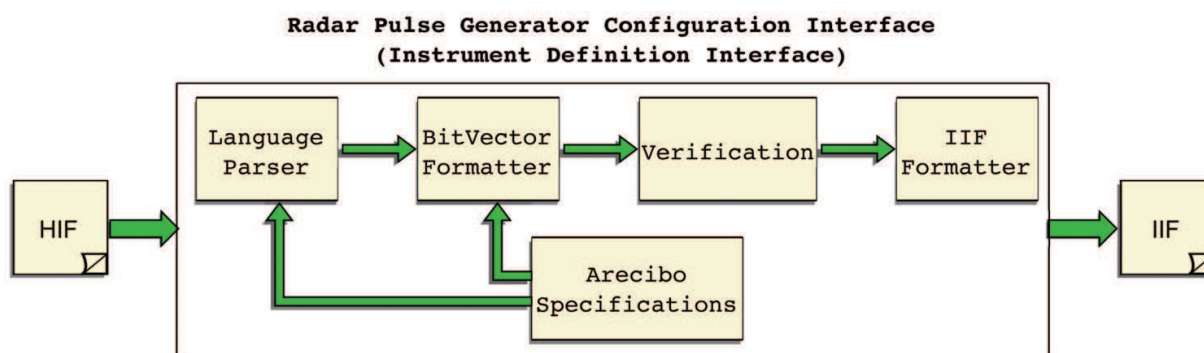 Radar Pulse Generator Configuration Interface
(Instrument Definition Interface)
Language
Parser
BitVector
Formatter
Verification
IIF
Formatter
HIF
IIF
Arecibo
Specifications